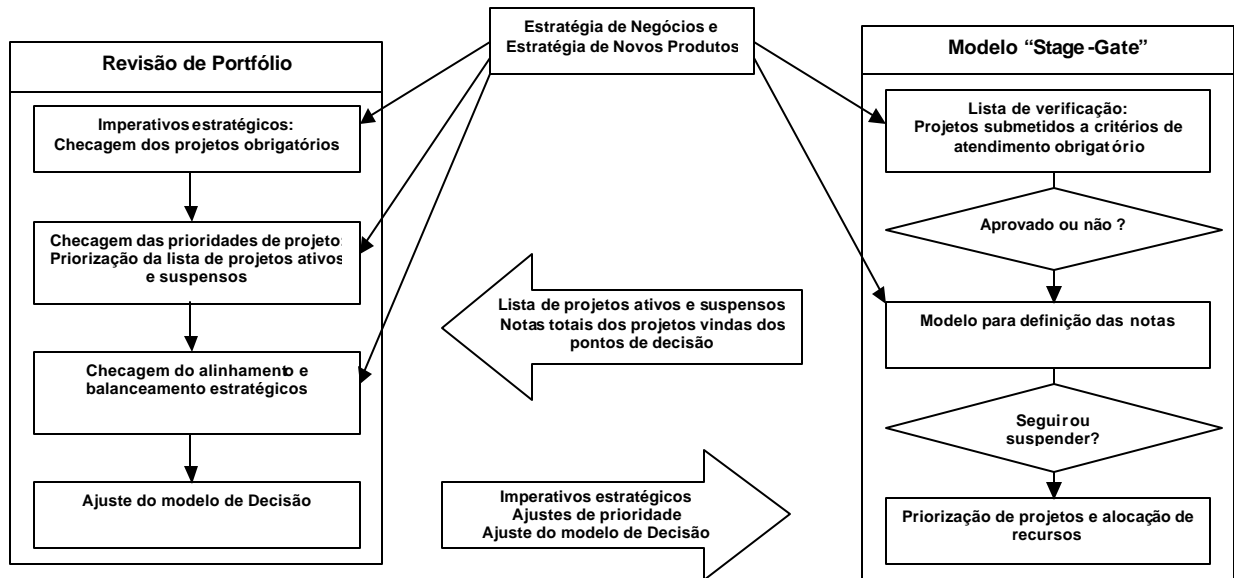 Estratégia de Negócios e
Estratégia de Novos Produtos
Revisão de Portfólio
Imperativos estratégicos:
Checagem dos projetos obrigatórios
Checagem das prioridades de projeto:
Priorização da lista de projetos ativos
e suspensos
Checagem do alinhamento e
balanceamento estratégicos
Ajuste do modelo de Decisão
Lista de projetos ativos e suspensos
Notas totais dos projetos vindas dos
pontos de decisão
Imperativos estratégicos
Ajustes de prioridade
Ajuste do modelo de Decisão
Modelo “Stage-Gate”
Lista de verificação:
Projetos submetidos a critérios de
atendimento obrigatório
Aprovado ou não ?
Modelo para definição das notas
Seguir ou
suspender?
Priorização de projetos e alocação de
recursos